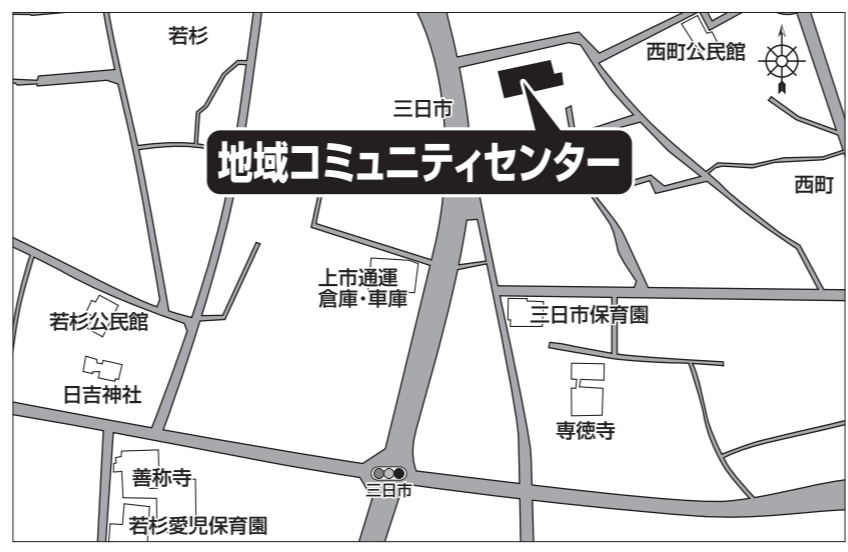 若杉
西町公民館
三日市
地域コミュニティセンター
西町
上市通運
倉庫・車庫
若杉公民館
三日市保育園
日吉神社
専徳寺
善称寺
三日市
若杉愛児保育園